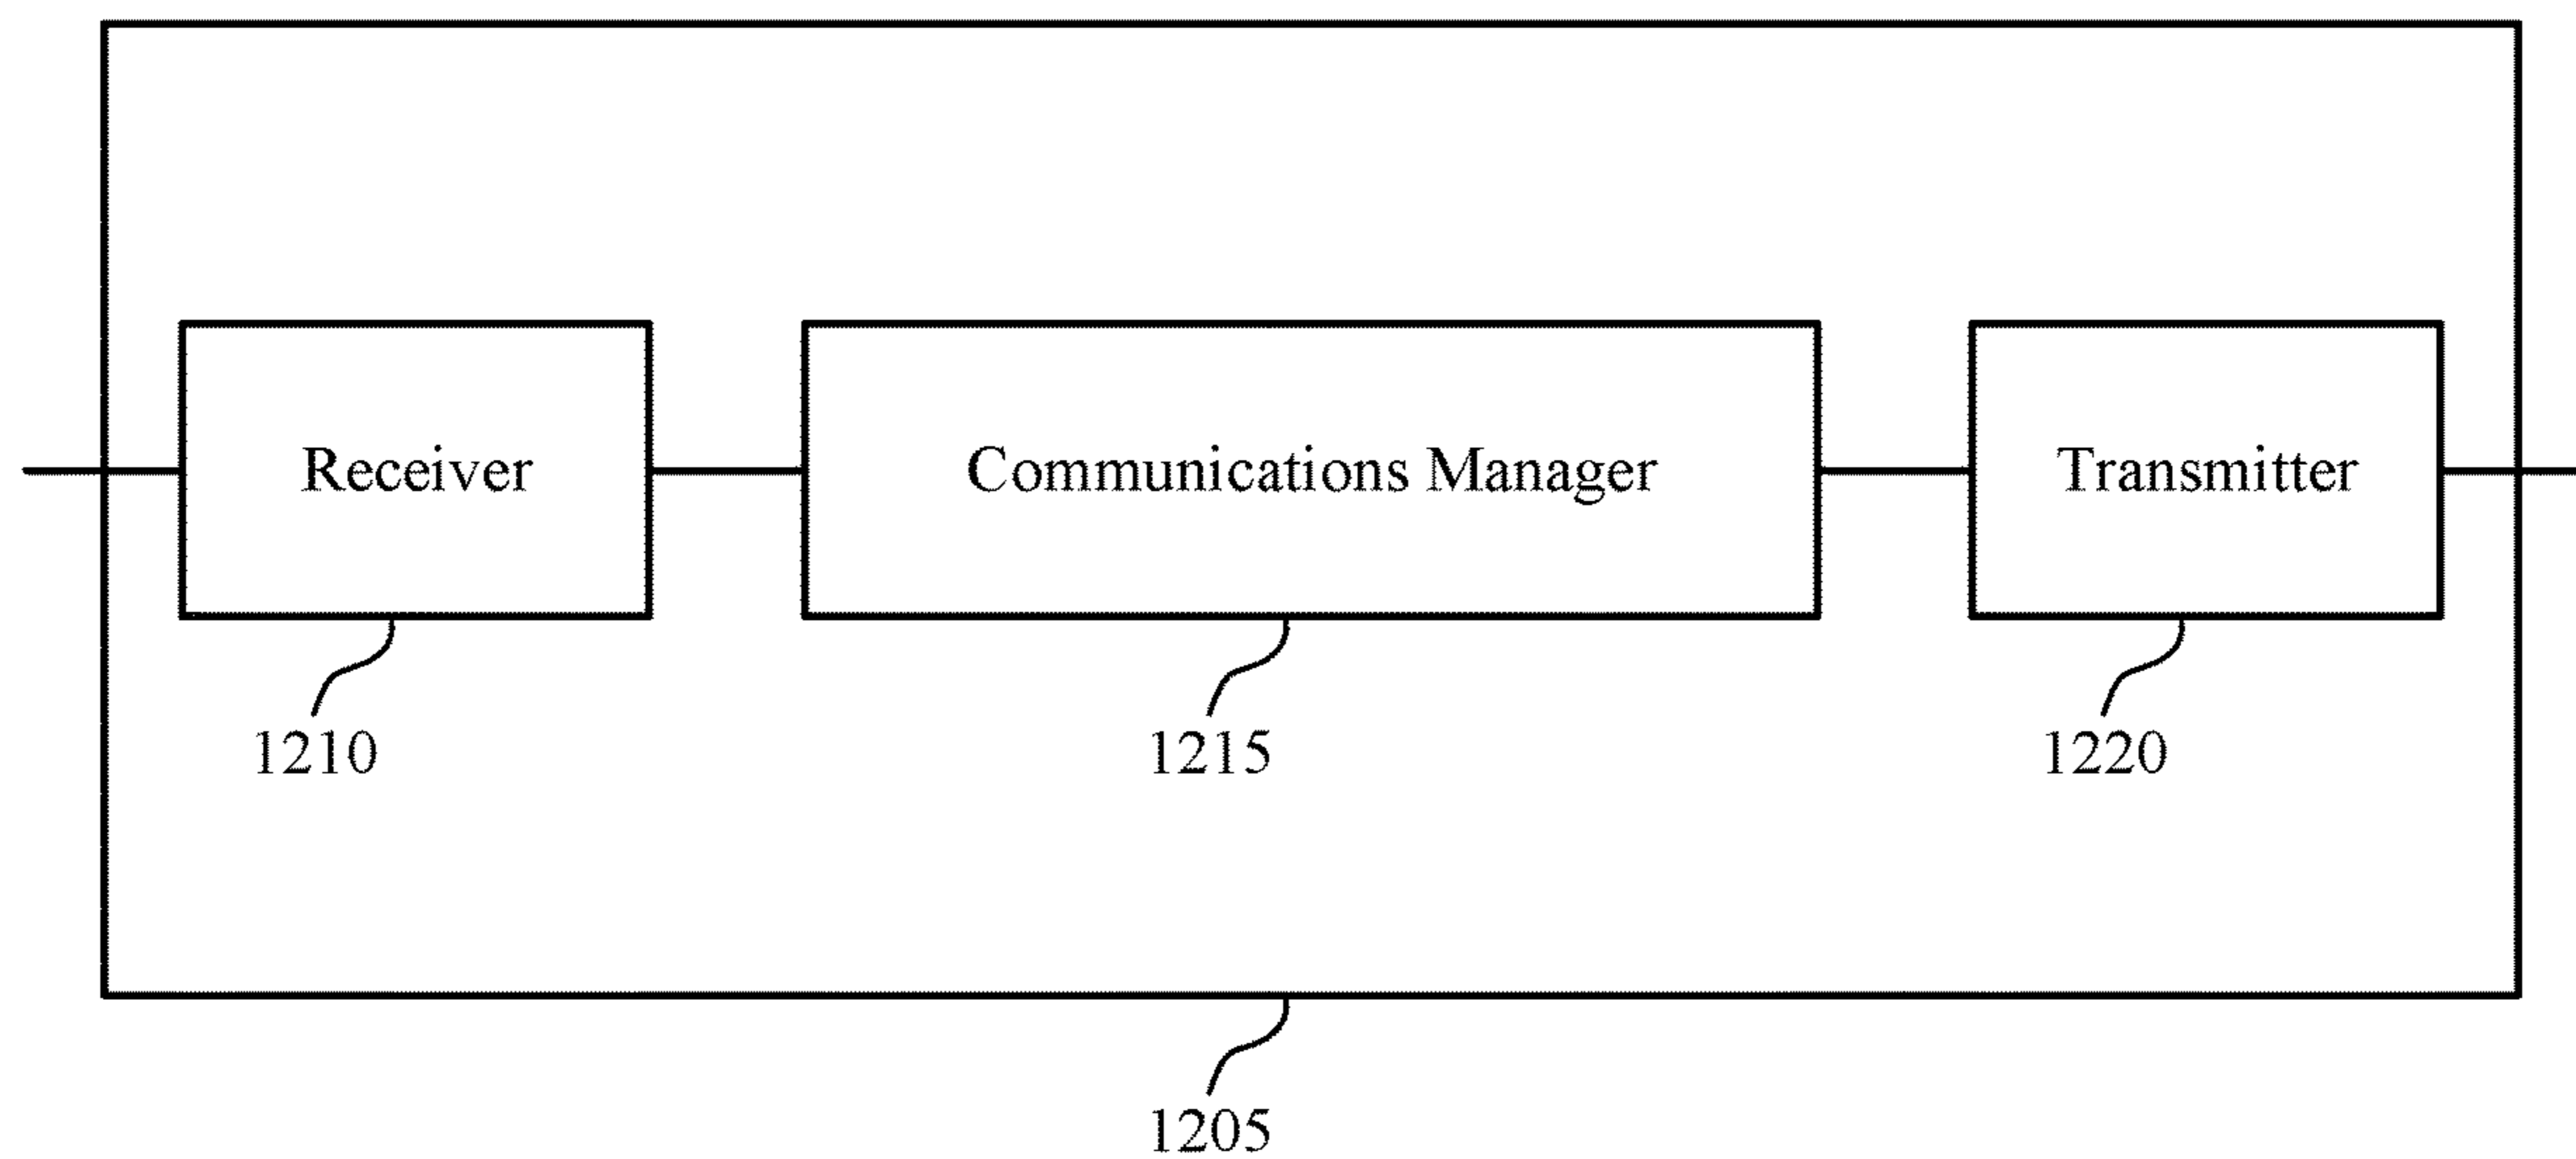 Receiver
Communications Manager
Transmitter
1210
1215
1220
1205